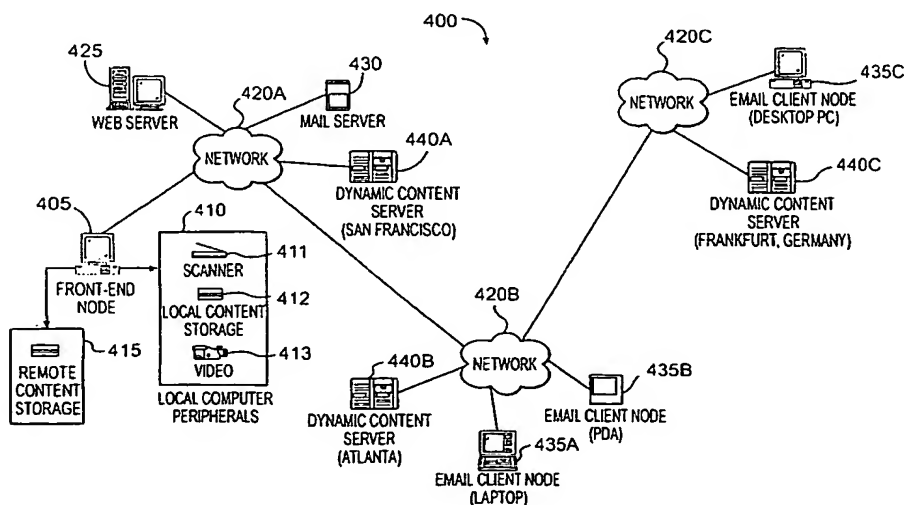 400
425
WEB SERVER
420A
430
MAIL SERVER
NETWORK
440A
DYNAMIC CONTENT
SERVER
(SAN FRANCISCO)
420C
NETWORK
435C
EMAIL CLIENT NODE
(DESKTOP PC)
440C
DYNAMIC CONTENT
SERVER
(FRANKFURT, GERMANY)
405
FRONT-END
NODE
410
411
SCANNER
412
LOCAL CONTENT
STORAGE
413
VIDEO
LOCAL COMPUTER
PERIPHERALS
415
REMOTE
CONTENT
STORAGE
420B
NETWORK
440B
DYNAMIC CONTENT
SERVER
(ATLANTA)
435B
EMAIL CLIENT NODE
(PDA)
435A
EMAIL CLIENT NODE
(LAPTOP)